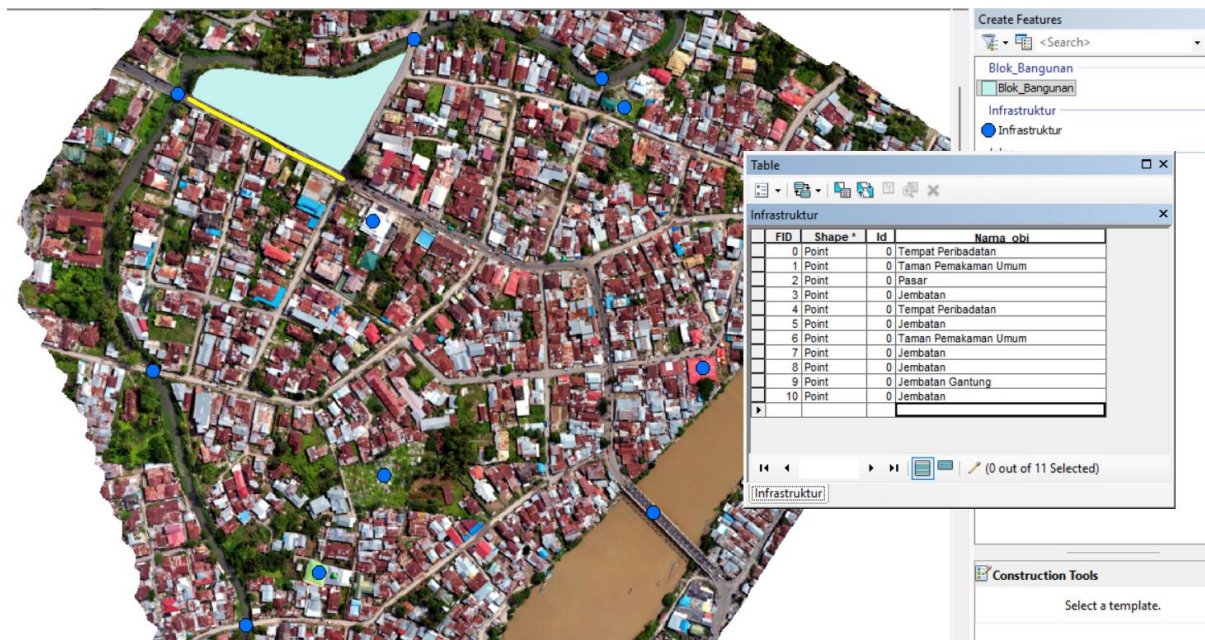 Create Features
<Search>
Blok_Bangunan
Blok_Bangunan
Infrastruktur
Infrastruktur
Table
Infrastruktur
FID Shape * Id Nama_obj
0 Point 0 Tempat Peribadatan
1 Point 0 Taman Pemakaman Umum
2 Point 0 Pasar
3 Point 0 Jembatan
4 Point 0 Tempat Peribadatan
5 Point 0 Jembatan
6 Point 0 Taman Pemakaman Umum
7 Point 0 Jembatan
8 Point 0 Jembatan
9 Point 0 Jembatan Gantung
10 Point 0 Jembatan
(0 out of 11 Selected)
Infrastruktur
Construction Tools
Select a template.